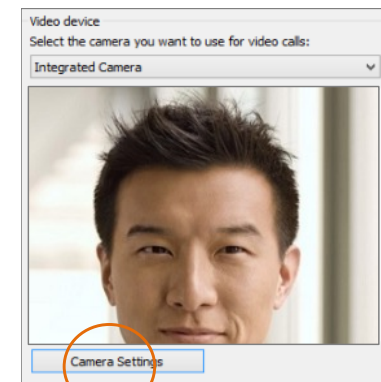 Video device
Select the camera you want to use for video calls:
Integrated Camera
Camera Settings